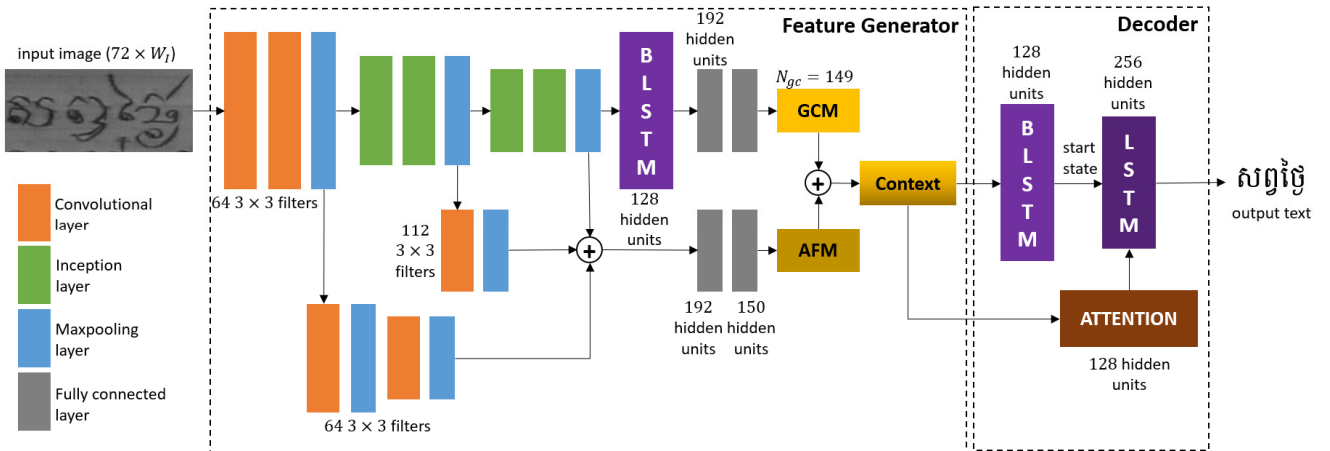 input image (72 × W_I)
Convolutional layer
Inception layer
Maxpooling layer
Fully connected layer
Feature Generator
64 3 × 3 filters
112
3 × 3
filters
64 3 × 3 filters
BLSTM
128
hidden
units
192
hidden
units
N_gc = 149
GCM
+
+
192
hidden
units
150
hidden
units
AFM
Context
Decoder
128
hidden
units
BLSTM
start
state
256
hidden
units
LSTM
ATTENTION
128 hidden
units
សព្វថ្ងៃ
output text